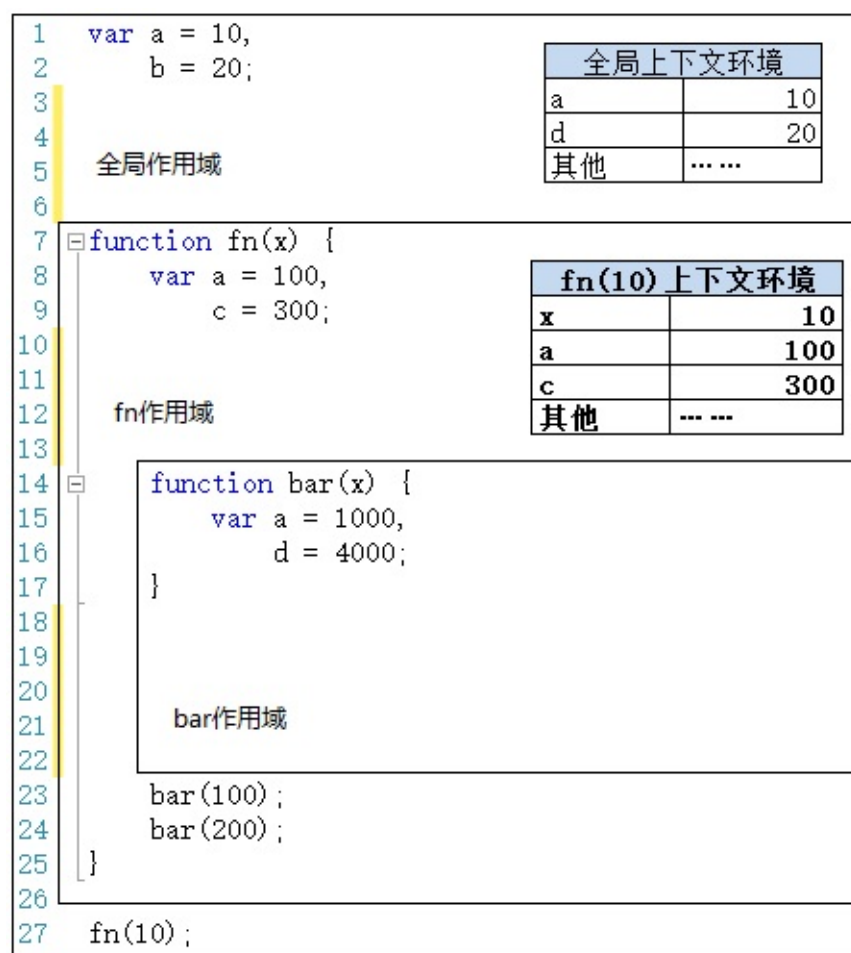 1 var a = 10,
2 b = 20;
全局上下文环境
3
a 10
4
d 20
5 全局作用域
其他 ... ...
6
7 function fn(x) {
8 var a = 100,
fn(10)上下文环境
9 c = 300;
x 10
10
a 100
11
c 300
12 fn作用域
其他 ... ...
13
14 function bar(x) {
15 var a = 1000,
16 d = 4000;
17 }
18
19
20
21 bar作用域
22
23 bar(100);
24 bar(200);
25 }
26
27 fn(10);